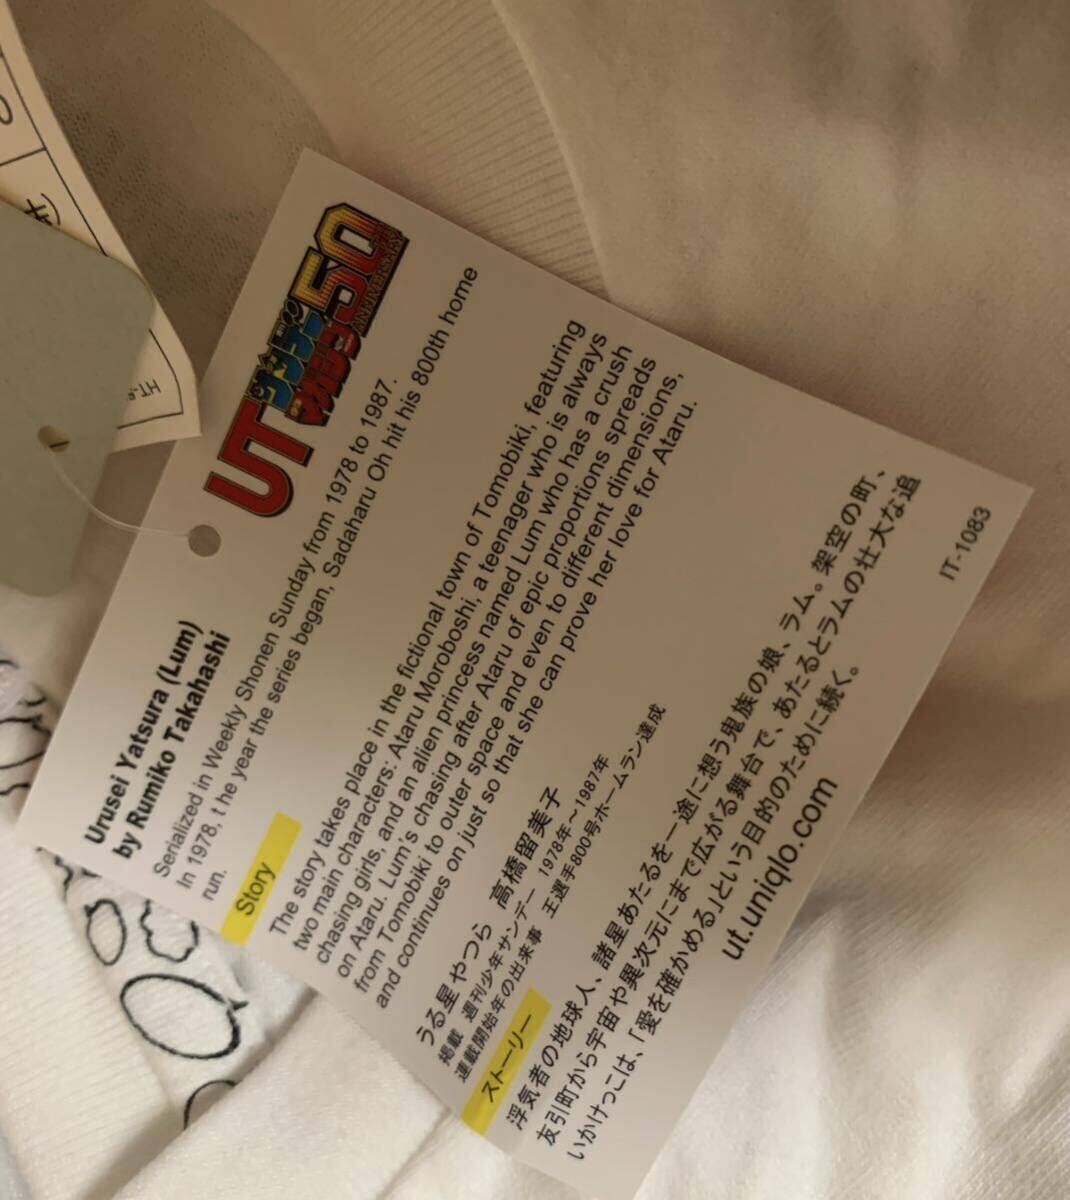 UT
サンデー
マガジン
50
ANNIVERSARY
Urusei Yatsura (Lum)
by Rumiko Takahashi
Serialized in Weekly Shonen Sunday from 1978 to 1987.
In 1978, t he year the series began, Sadaharu Oh hit his 800th home
run.
Story
The story takes place in the fictional town of Tomobiki, featuring
two main characters: Ataru Moroboshi, a teenager who is always
chasing girls, and an alien princess named Lum who has a crush
on Ataru. Lum's chasing after Ataru of epic proportions spreads
from Tomobiki to outer space and even to different dimensions,
and continues on just so that she can prove her love for Ataru.
うる星やつら 高橋留美子
掲載 週刊少年サンデー 1978年～1987年
連載開始年の出来事 王選手800号ホームラン達成
ストーリー
浮気者の地球人、諸星あたるを一途に想う鬼族の娘、ラム。架空の町、
友引町から宇宙や異次元にまで広がる舞台で、あたるとラムの壮大な追
いかけっこは、「愛を確かめる」という目的のために続く。
ut.uniqlo.com
IT-1083